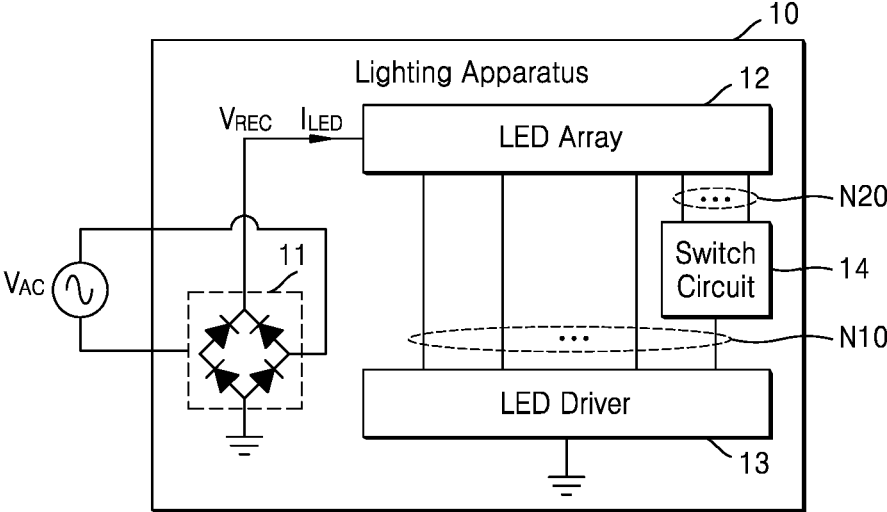 10
Lighting Apparatus
12
VREC
ILED
LED Array
N20
Switch
Circuit
14
11
VAC
N10
LED Driver
13